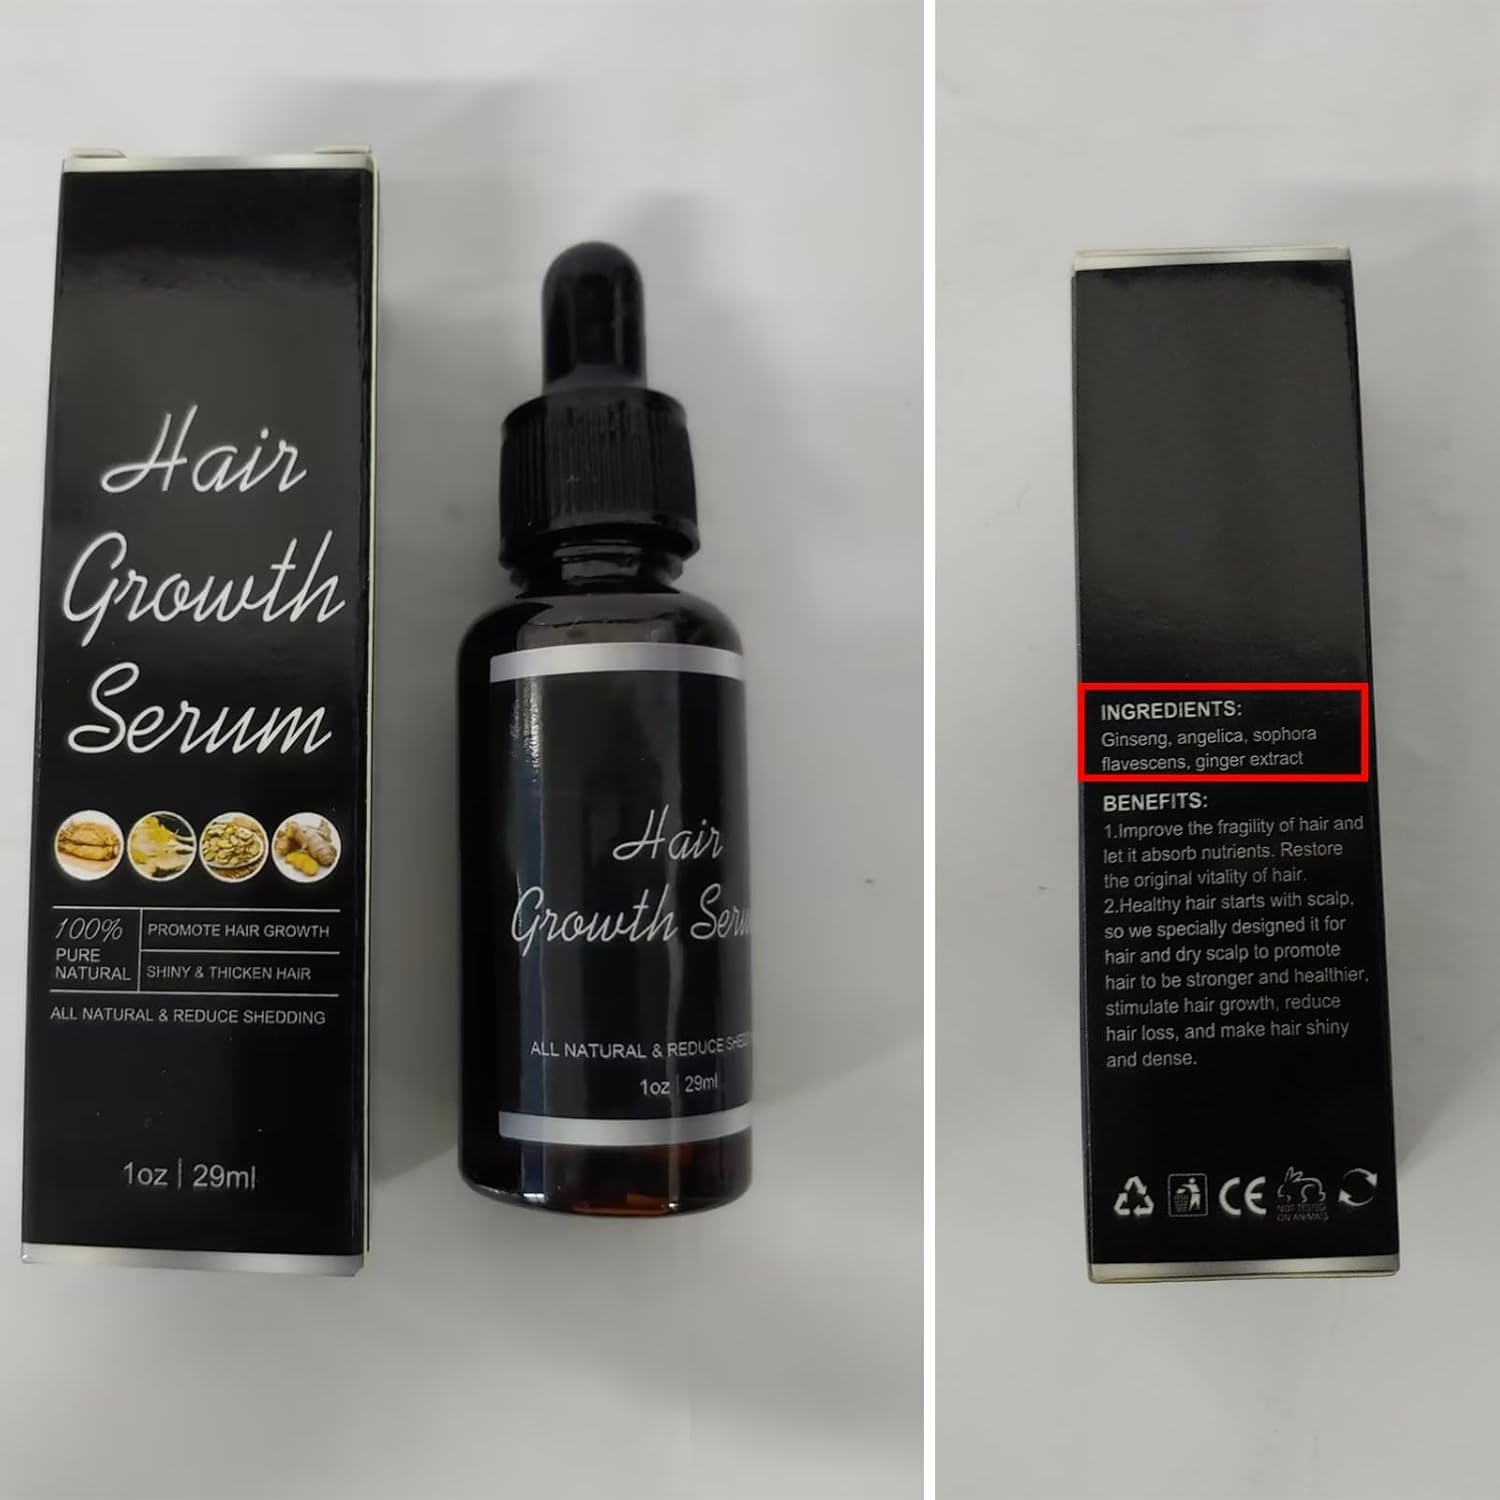 Hair
Growth
Serum
100%
PURE
NATURAL
PROMOTE HAIR GROWTH
SHINY & THICKEN HAIR
ALL NATURAL & REDUCE SHEDDING
1oz | 29ml
Hair
Growth
ALL NATURAL & REDUCE
1oz | 29ml
INGREDIENTS:
Ginseng, angelica, sophora
flavescens, ginger extract
BENEFITS:
1.Improve the fragility of hair and
let it absorb nutrients. Restore
the original vitality of hair.
2.Healthy hair starts with scalp,
so we specially designed it for
hair and dry scalp to promote
hair to be stronger and healthier,
stimulate hair growth, reduce
hair loss, and make hair shiny
and dense.
CE
NOT TESTED
ON ANIMALS